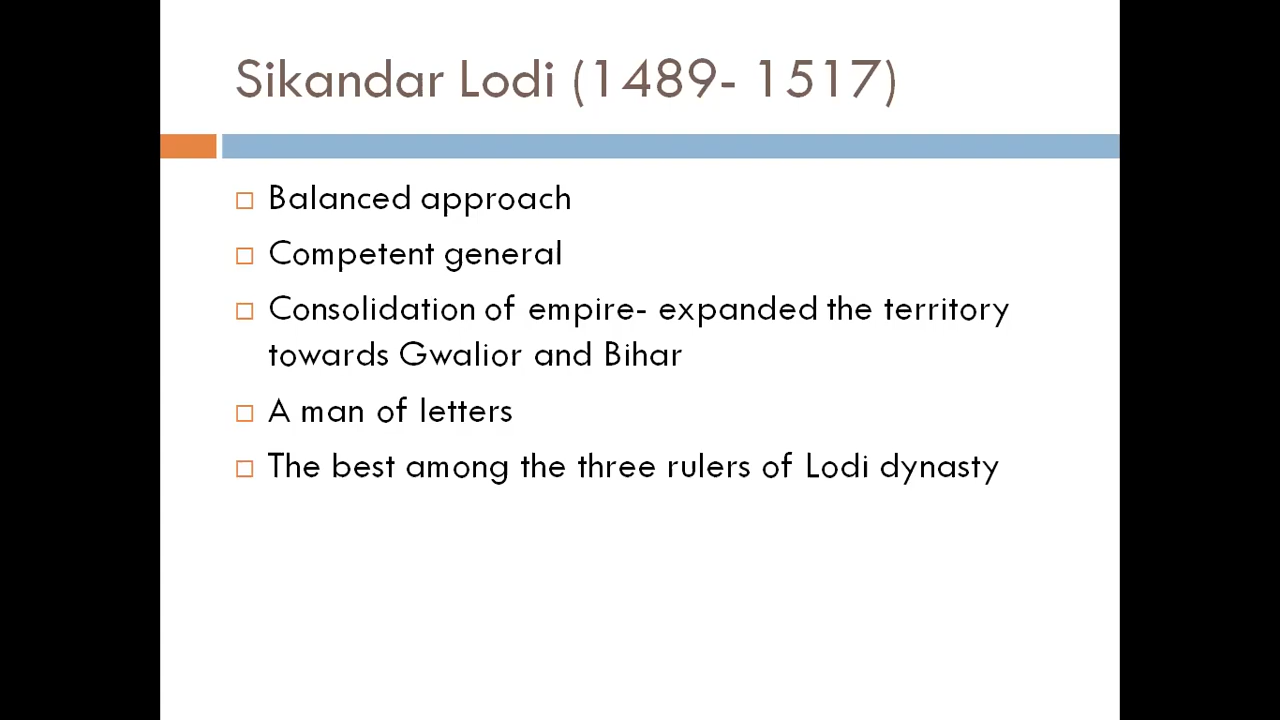 Sikandar Lodi (1489- 1517)
Balanced approach
Competent general
Consolidation of empire- expanded the territory
towards Gwalior and Bihar
A man of letters
The best among the three rulers of Lodi dynasty